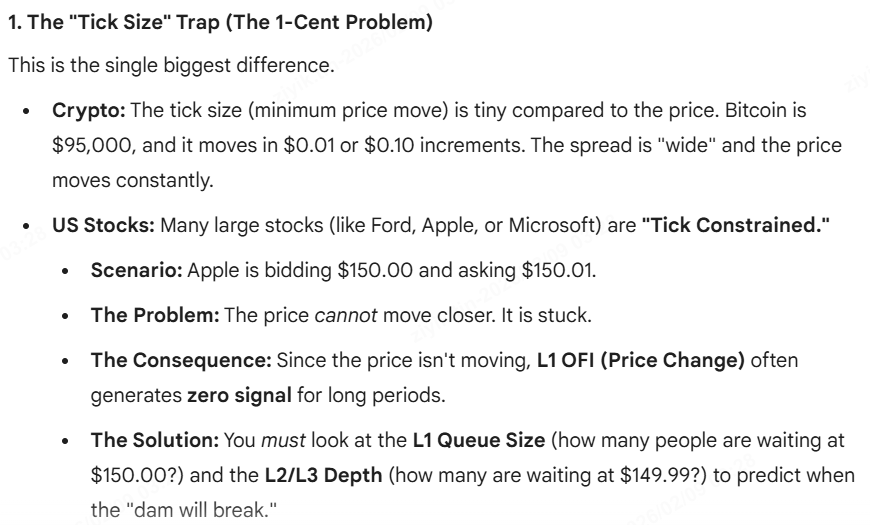 1. The "Tick Size" Trap (The 1-Cent Problem)
This is the single biggest difference.
• Crypto: The tick size (minimum price move) is tiny compared to the price. Bitcoin is
$95,000, and it moves in $0.01 or $0.10 increments. The spread is "wide" and the price
moves constantly.
• US Stocks: Many large stocks (like Ford, Apple, or Microsoft) are "Tick Constrained."
• Scenario: Apple is bidding $150.00 and asking $150.01.
• The Problem: The price cannot move closer. It is stuck.
• The Consequence: Since the price isn't moving, L1 OFI (Price Change) often
generates zero signal for long periods.
• The Solution: You must look at the L1 Queue Size (how many people are waiting at
$150.00?) and the L2/L3 Depth (how many are waiting at $149.99?) to predict when
the "dam will break."